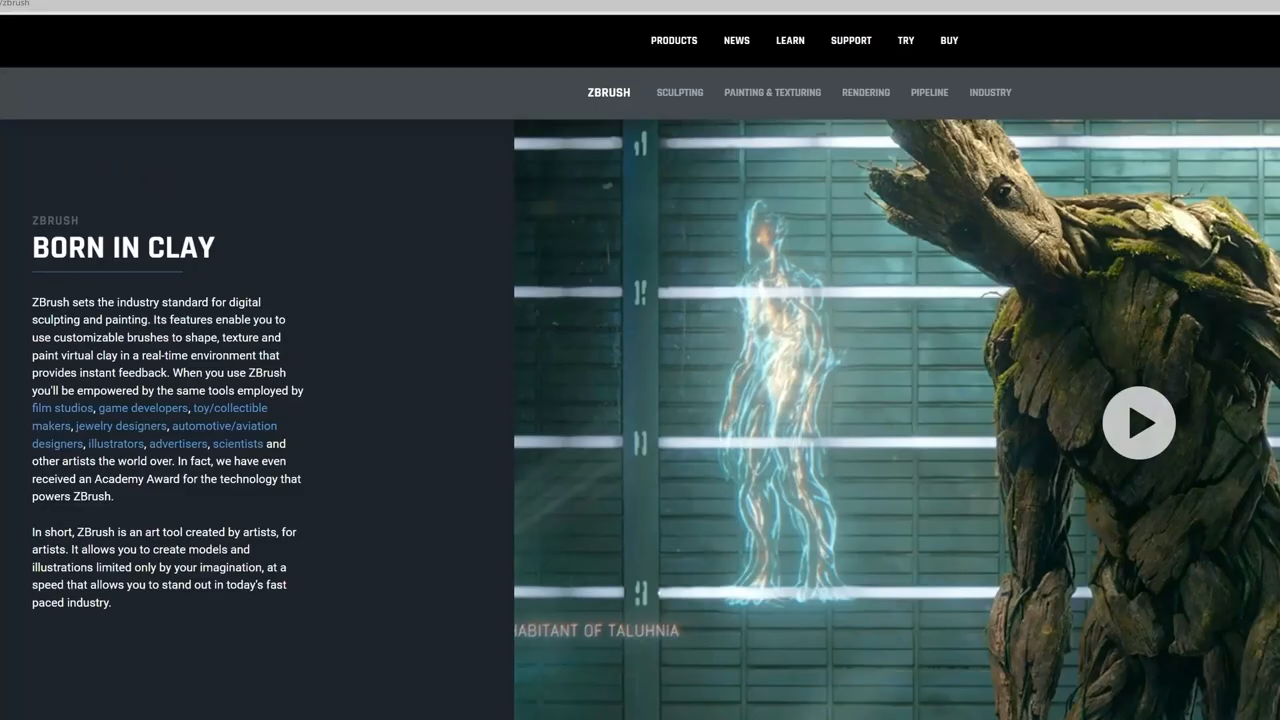 /zbrush
PRODUCTS NEWS LEARN SUPPORT TRY BUY
ZBRUSH SCULPTING PAINTING & TEXTURING RENDERING PIPELINE INDUSTRY
ZBRUSH
BORN IN CLAY
ZBrush sets the industry standard for digital
sculpting and painting. Its features enable you to
use customizable brushes to shape, texture and
paint virtual clay in a real-time environment that
provides instant feedback. When you use ZBrush
you'll be empowered by the same tools employed by
film studios, game developers, toy/collectible
makers, jewelry designers, automotive/aviation
designers, illustrators, advertisers, scientists and
other artists the world over. In fact, we have even
received an Academy Award for the technology that
powers ZBrush.
In short, ZBrush is an art tool created by artists, for
artists. It allows you to create models and
illustrations limited only by your imagination, at a
speed that allows you to stand out in today's fast
paced industry.
HABITANT OF TALUHNIA